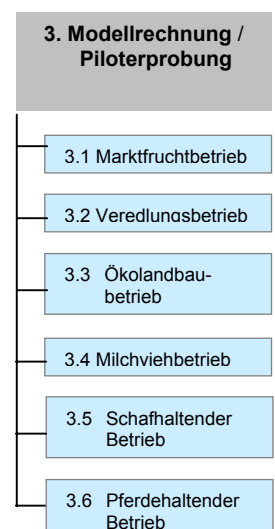 3. Modellrechnung /
Piloterprobung
3.1 Marktfruchtbetrieb
3.2 Veredlungsbetrieb
3.3 Ökolandbau-
betrieb
3.4 Milchviehbetrieb
3.5 Schafhaltender
Betrieb
3.6 Pferdehaltender
Betrieb